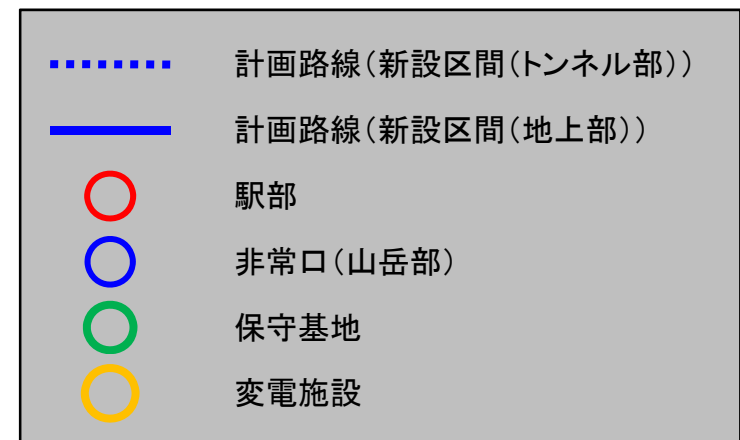 計画路線（新設区間（トンネル部））
計画路線（新設区間（地上部））
駅部
非常口（山岳部）
保守基地
変電施設